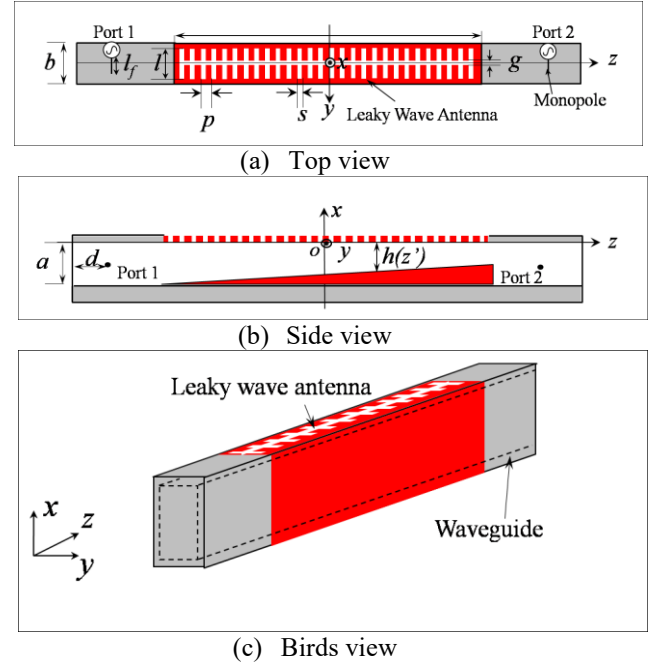 Port 1
Port 2
b
l_f
l
x
g
z
p
s
y
Leaky Wave Antenna
Monopole
(a) Top view
x
a
d
Port 1
o
y
h(z')
z
Port 2
(b) Side view
Leaky wave antenna
x
z
y
Waveguide
(c) Birds view